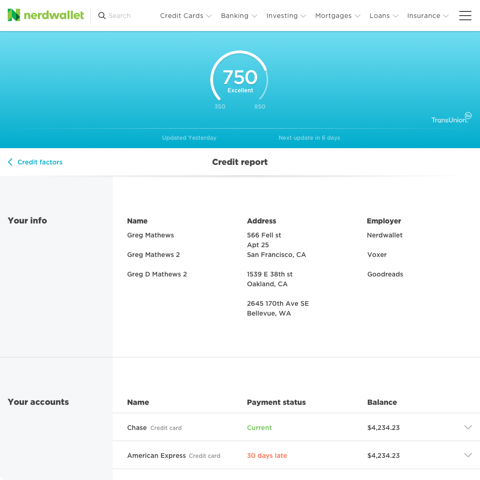 nerdwallet Search Credit Cards Banking Investing Mortgages Loans Insurance
750
Excellent
350 850
TransUnion
Updated Yesterday Next update in 6 days
Credit factors Credit report
Your info
Name Address Employer
Greg Mathews 566 Fell st Nerdwallet
Apt 25
Greg Mathews 2 San Francisco, CA Voxer
Greg D Mathews 2 1539 E 38th st Goodreads
Oakland, CA
2645 170th Ave SE
Bellevue, WA
Your accounts
Name Payment status Balance
Chase Credit card Current $4,234.23
American Express Credit card 30 days late $4,234.23